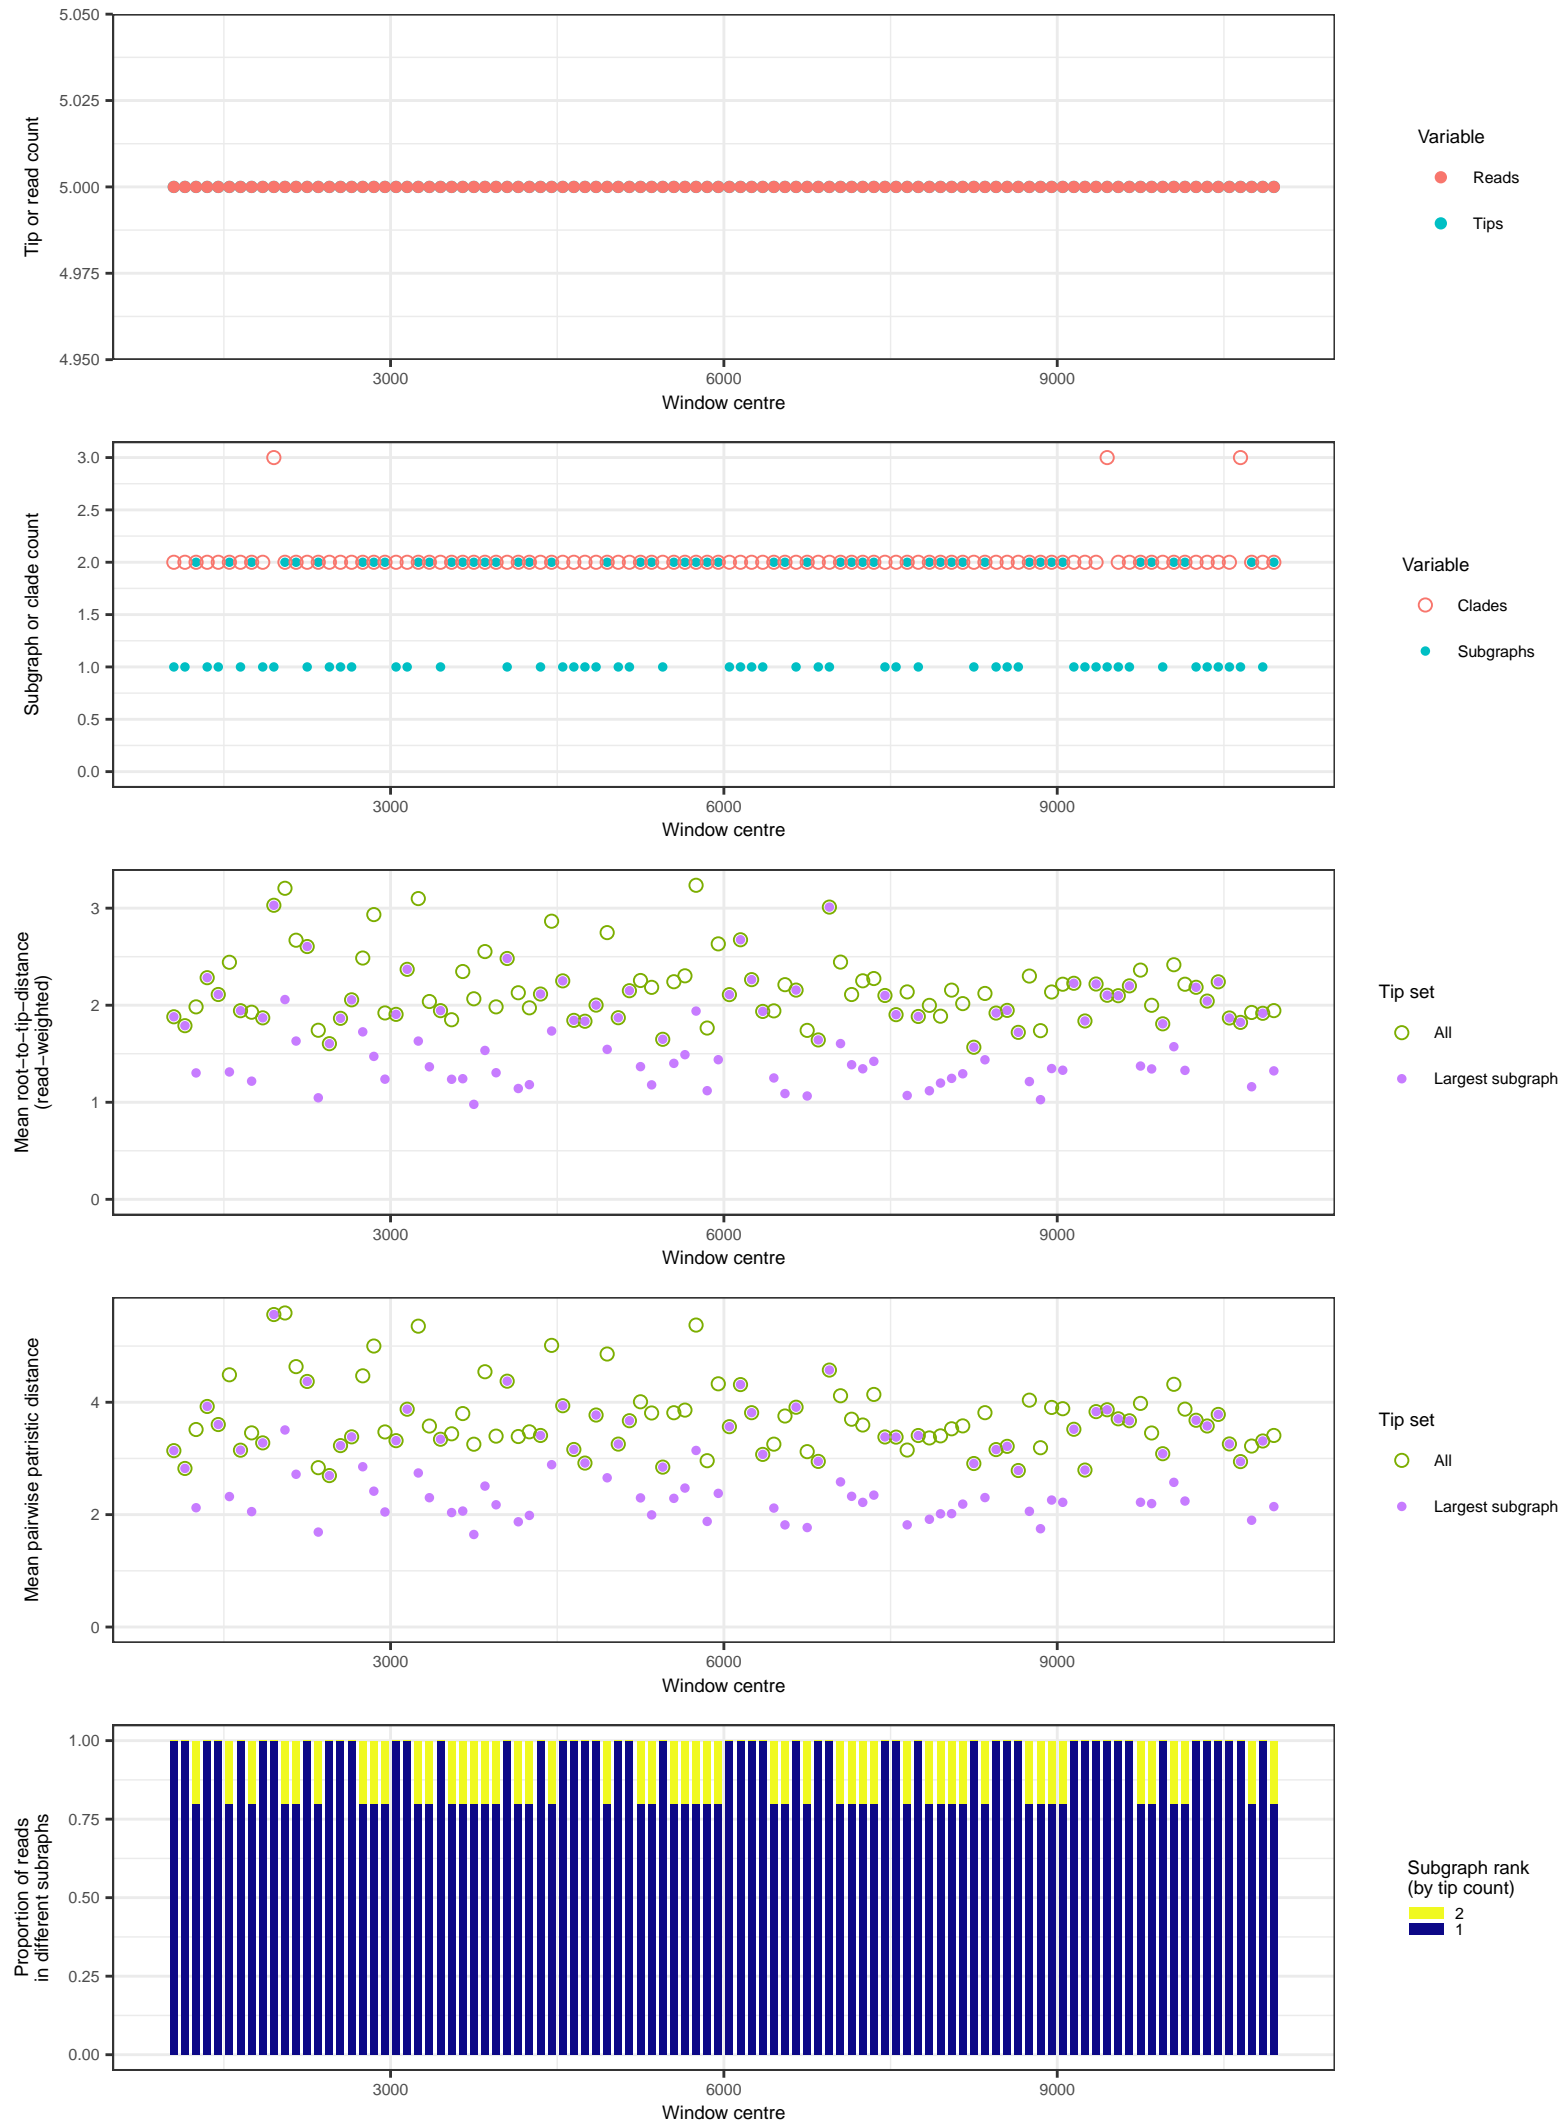 5.050
5.025
5.000
4.975
4.950
Tip or read count
3000
6000
9000
Window centre
Variable
Reads
Tips
3.0
2.5
2.0
1.5
1.0
0.5
0.0
Subgraph or clade count
3000
6000
9000
Window centre
Variable
Clades
Subgraphs
3
2
1
0
Mean root−to−tip−distance
(read−weighted)
3000
6000
9000
Window centre
Tip set
All
Largest subgraph
4
2
0
Mean pairwise patristic distance
3000
6000
9000
Window centre
Tip set
All
Largest subgraph
1.00
0.75
0.50
0.25
0.00
Proportion of reads
in different subraphs
3000
6000
9000
Window centre
Subgraph rank
(by tip count)
2
1